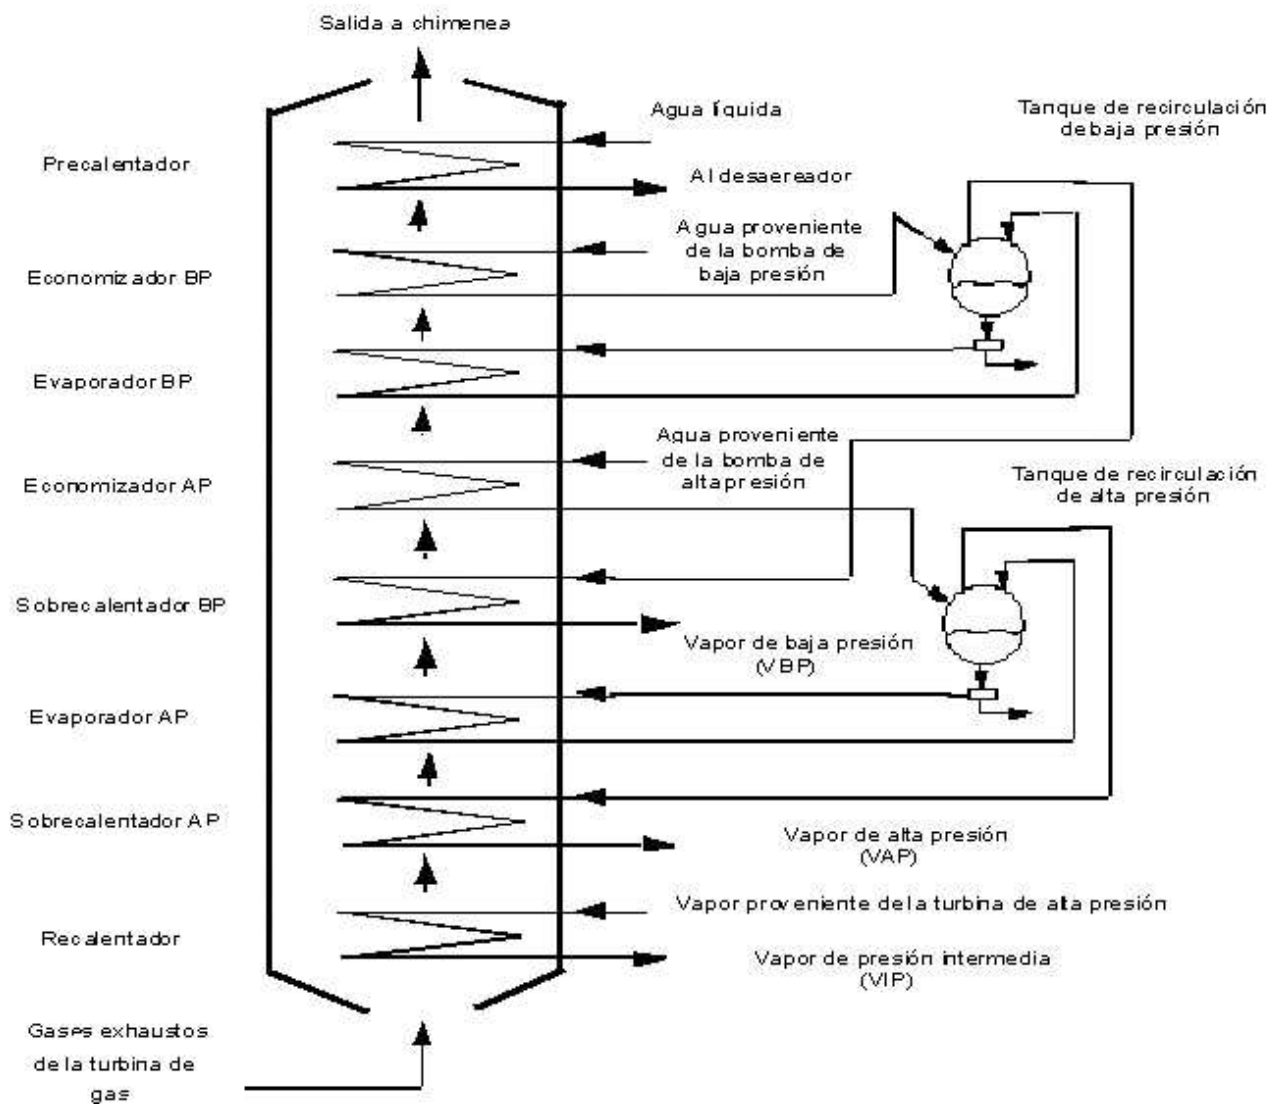 Salida a chimenea
Agua líquida
Tanque de recirculación
de baja presión
Precalentador
Al desaereador
Agua proveniente
de la bomba de
baja presión
Economizador BP
Evaporador BP
Agua proveniente
de la bomba de
alta presión
Tanque de recirculación
de alta presión
Economizador AP
Sobrecalentador BP
Vapor de baja presión
(VBP)
Evaporador AP
Sobrecalentador AP
Vapor de alta presión
(VAP)
Vapor proveniente de la turbina de alta presión
Recalentador
Vapor de presión intermedia
(VIP)
Gases exhaustos
de la turbina de
gas